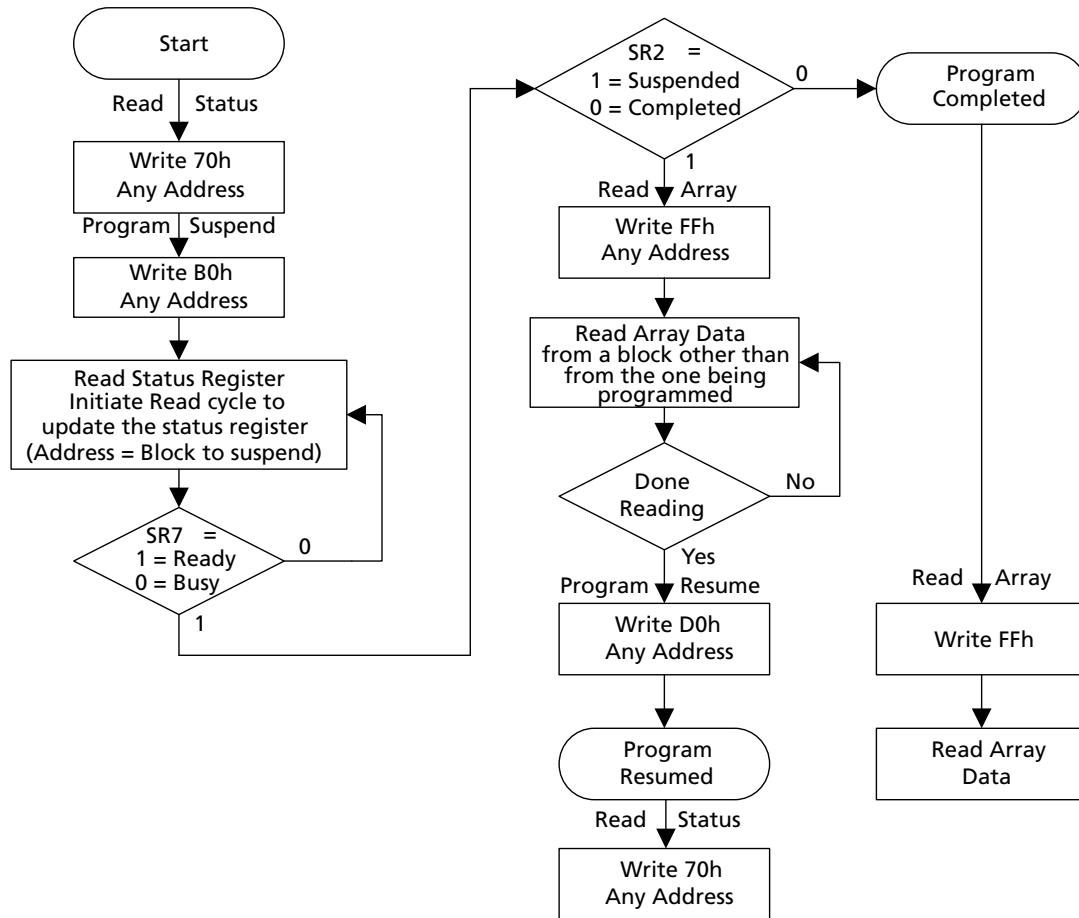 Start
Read Status
Write 70h
Any Address
Program Suspend
Write B0h
Any Address
Read Status Register
Initiate Read cycle to
update the status register
(Address = Block to suspend)
SR7 =
1 = Ready
0 = Busy
0
1
SR2 =
1 = Suspended
0 = Completed
0
1
Read Array
Write FFh
Any Address
Read Array Data
from a block other than
from the one being
programmed
Done
Reading
No
Yes
Program Resume
Write D0h
Any Address
Program
Resumed
Read Status
Write 70h
Any Address
Program
Completed
Read Array
Write FFh
Read Array
Data